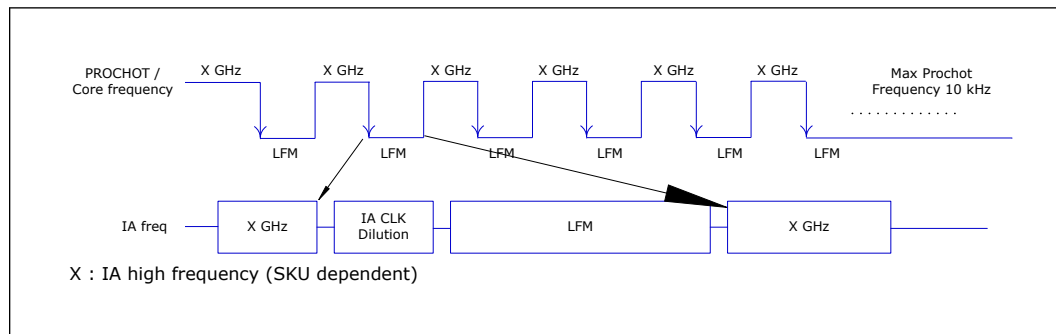 X GHz X GHz X GHz X GHz X GHz X GHz
PROCHOT /
Core frequency
Max Prochot
Frequency 10 kHz
. . . . . . . . . . . . .
LFM LFM LFM LFM LFM LFM
IA freq
X GHz
IA CLK
Dilution
LFM
X GHz
X : IA high frequency (SKU dependent)